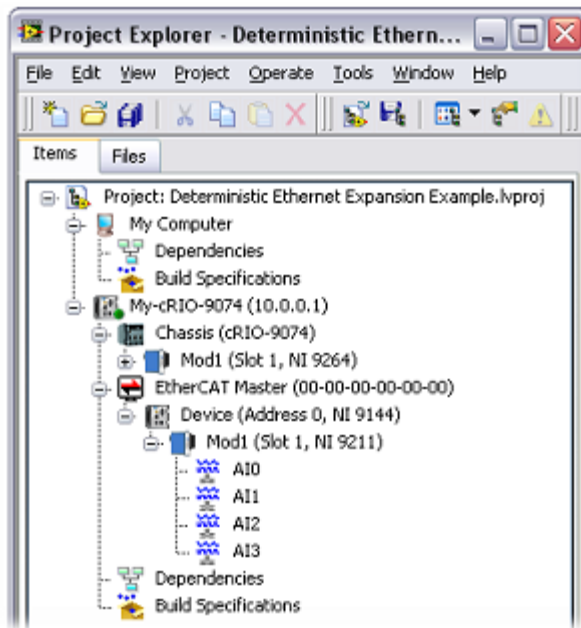 Project Explorer - Deterministic Ethern...
File Edit View Project Operate Tools Window Help
Items Files
Project: Deterministic Ethernet Expansion Example.lvproj
My Computer
Dependencies
Build Specifications
My-cRIO-9074 (10.0.0.1)
Chassis (cRIO-9074)
Mod1 (Slot 1, NI 9264)
EtherCAT Master (00-00-00-00-00-00)
Device (Address 0, NI 9144)
Mod1 (Slot 1, NI 9211)
AI0
AI1
AI2
AI3
Dependencies
Build Specifications